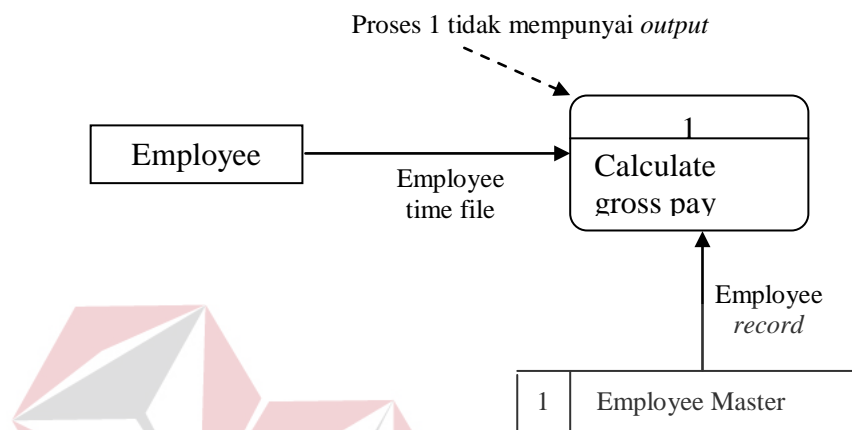 Proses 1 tidak mempunyai output
1
Employee
Calculate
gross pay
Employee
time file
Employee
record
1 Employee Master